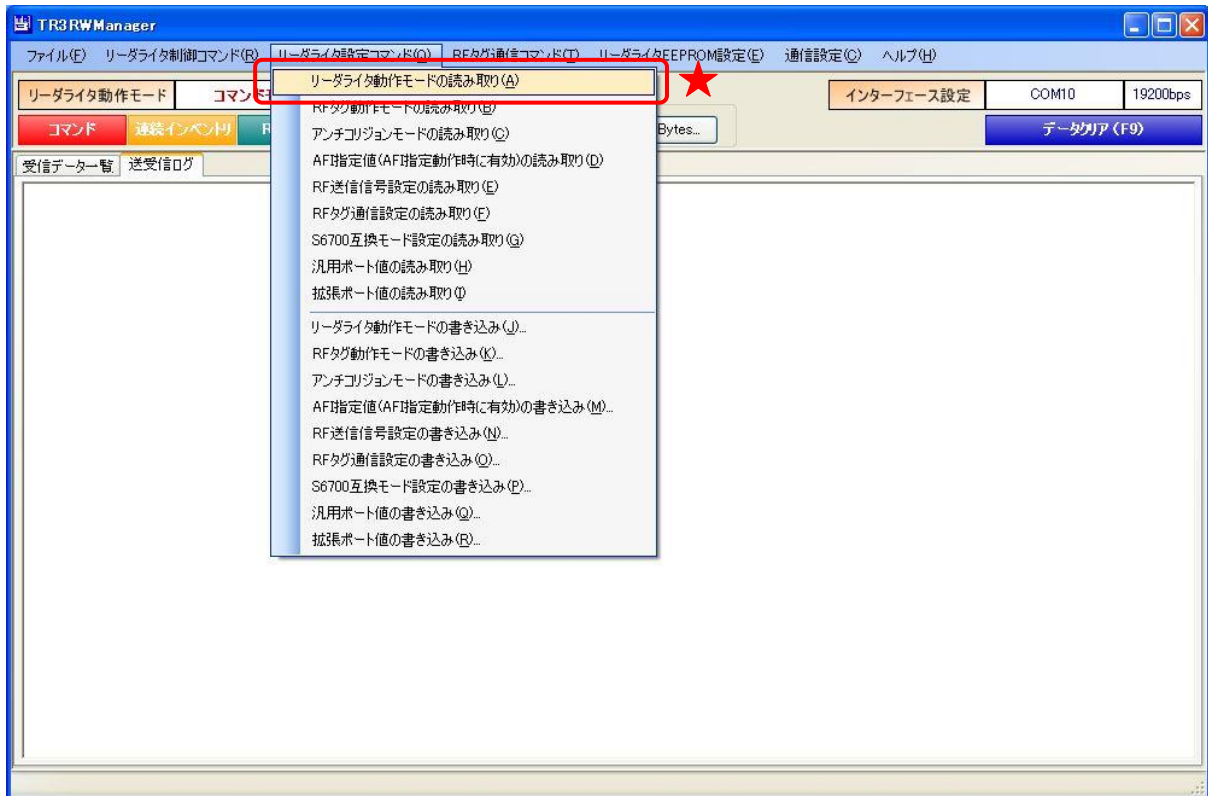 TR3RWManager
ファイル(F) リーダライタ制御コマンド(R) リーダライタ設定コマンド(O) RFタグ通信コマンド(T) リーダライタEEPROM設定(E) 通信設定(C) ヘルプ(H)
リーダライタ動作モードの読み取り(A)
RFタグ動作モードの読み取り(B)
アンチコリジョンモードの読み取り(C)
AFI指定値(AFI指定動作時に有効)の読み取り(D)
RF送信信号設定の読み取り(E)
RFタグ通信設定の読み取り(F)
S6700互換モード設定の読み取り(G)
汎用ポート値の読み取り(H)
拡張ポート値の読み取り(I)
リーダライタ動作モードの書き込み(J)...
RFタグ動作モードの書き込み(K)...
アンチコリジョンモードの書き込み(L)...
AFI指定値(AFI指定動作時に有効)の書き込み(M)...
RF送信信号設定の書き込み(N)...
RFタグ通信設定の書き込み(O)...
S6700互換モード設定の書き込み(P)...
汎用ポート値の書き込み(Q)...
拡張ポート値の書き込み(R)...
リーダライタ動作モード コマンド インターフェース設定 COM10 19200bps
コマンド 連続インベントリ R Bytes... データクリア(F9)
受信データ一覧 送受信ログ